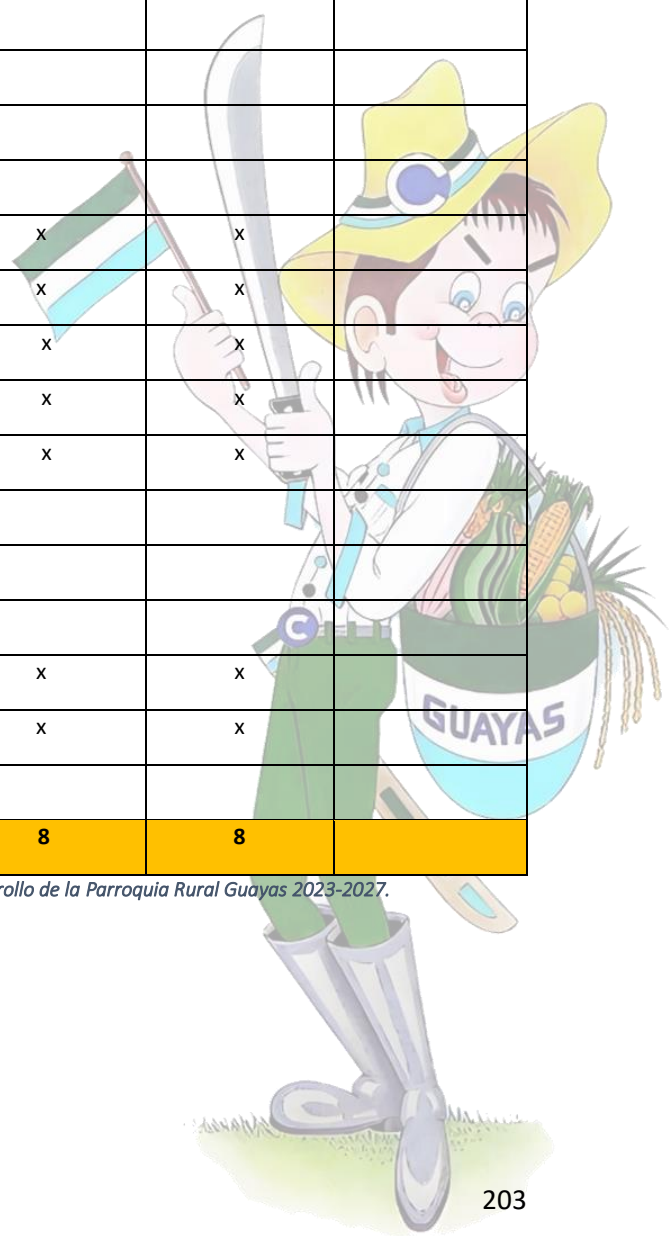 x x
x x
x x
x x
x x
C
x x
GUAYAS
x x
8 8
rollo de la Parroquia Rural Guayas 2023-2027.
203